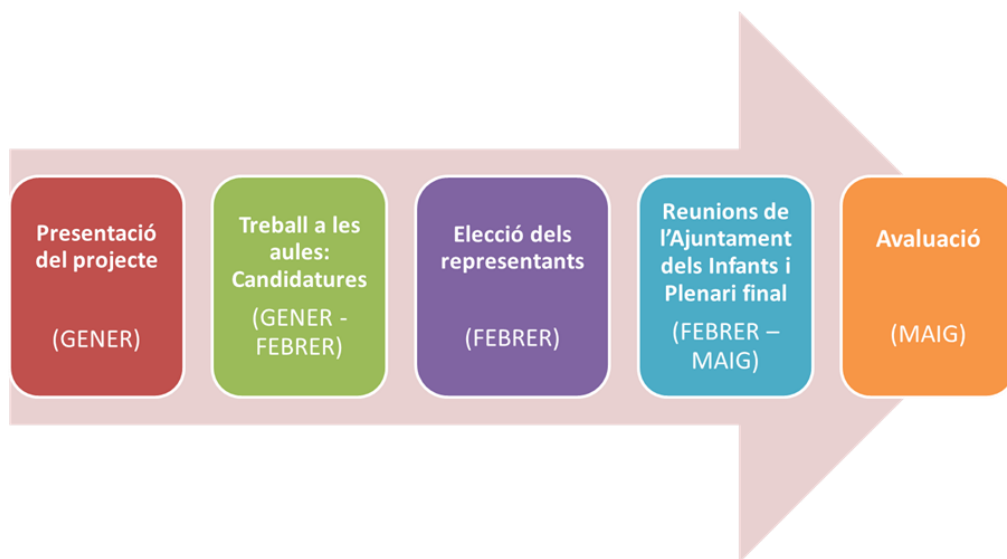 Presentació
del projecte
(GENER)
Treball a les
aules:
Candidatures
(GENER -
FEBRER)
Elecció dels
representants
(FEBRER)
Reunions de
l’Ajuntament
dels Infants i
Plenari final
(FEBRER –
MAIG)
Avaluació
(MAIG)